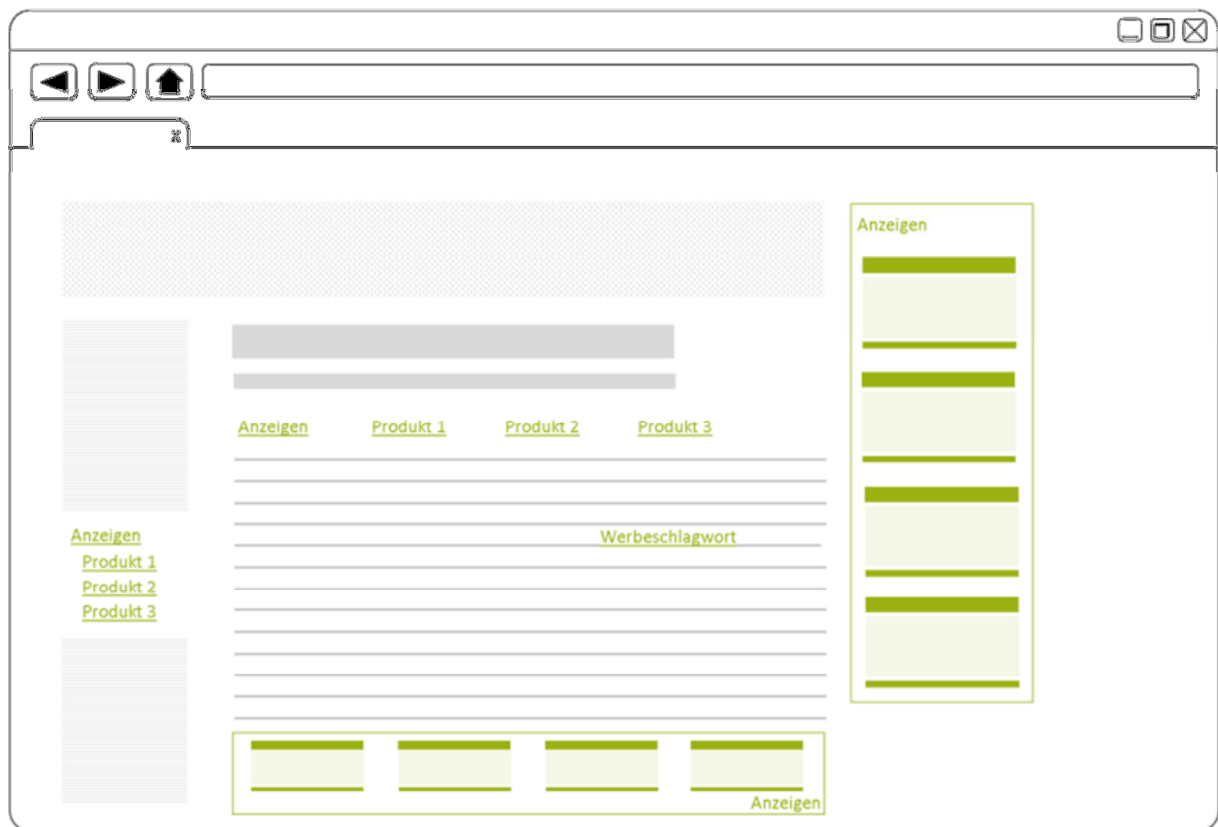 Anzeigen
Anzeigen Produkt 1 Produkt 2 Produkt 3
Werbeschlagwort
Anzeigen
Produkt 1
Produkt 2
Produkt 3
Anzeigen